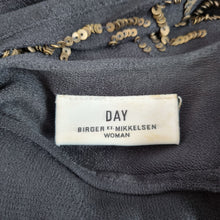 DAY
BIRGER ET MIKKELSEN
WOMAN